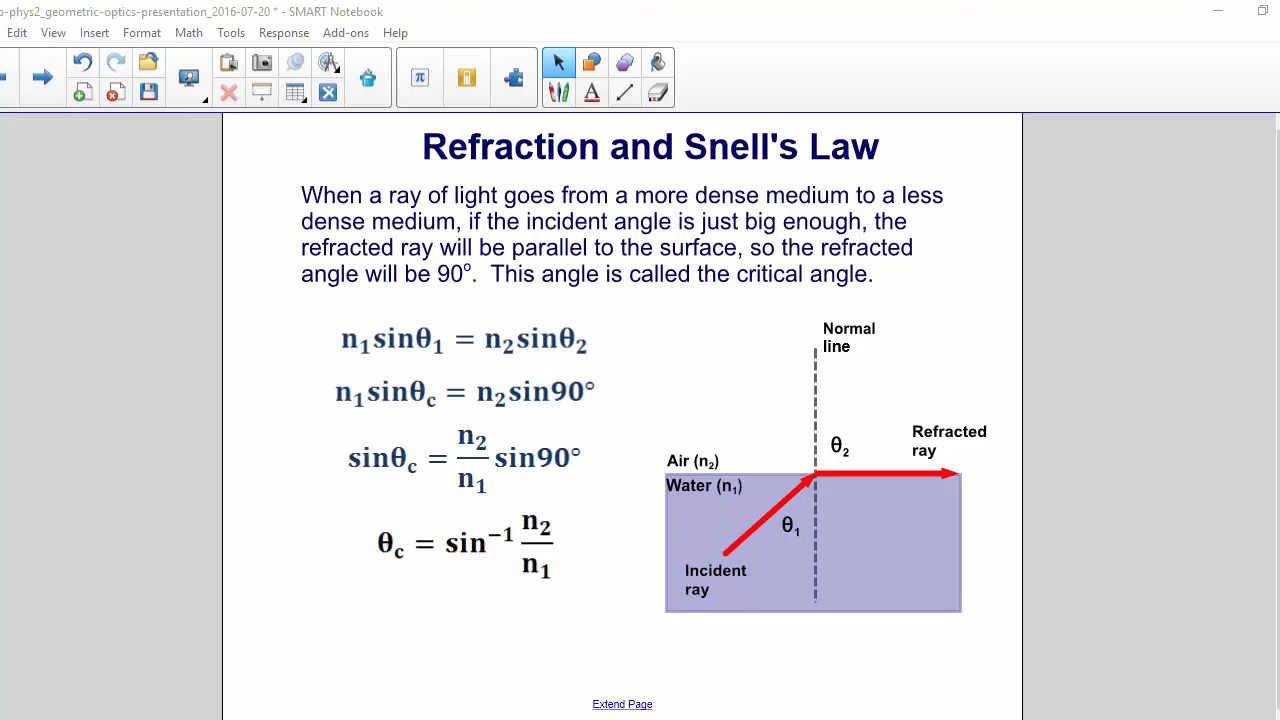 o-phys2_geometric-optics-presentation_2016-07-20 * - SMART Notebook
Edit View Insert Format Math Tools Response Add-ons Help
Refraction and Snell's Law
When a ray of light goes from a more dense medium to a less
dense medium, if the incident angle is just big enough, the
refracted ray will be parallel to the surface, so the refracted
angle will be 90°. This angle is called the critical angle.
n₁sinθ₁ = n₂sinθ₂
n₁sinθc = n₂sin90°
sinθc = n₂/n₁ sin90°
θc = sin⁻¹ n₂/n₁
Normal
line
θ₂
Refracted
ray
Air (n₂)
Water (n₁)
θ₁
Incident
ray
Extend Page